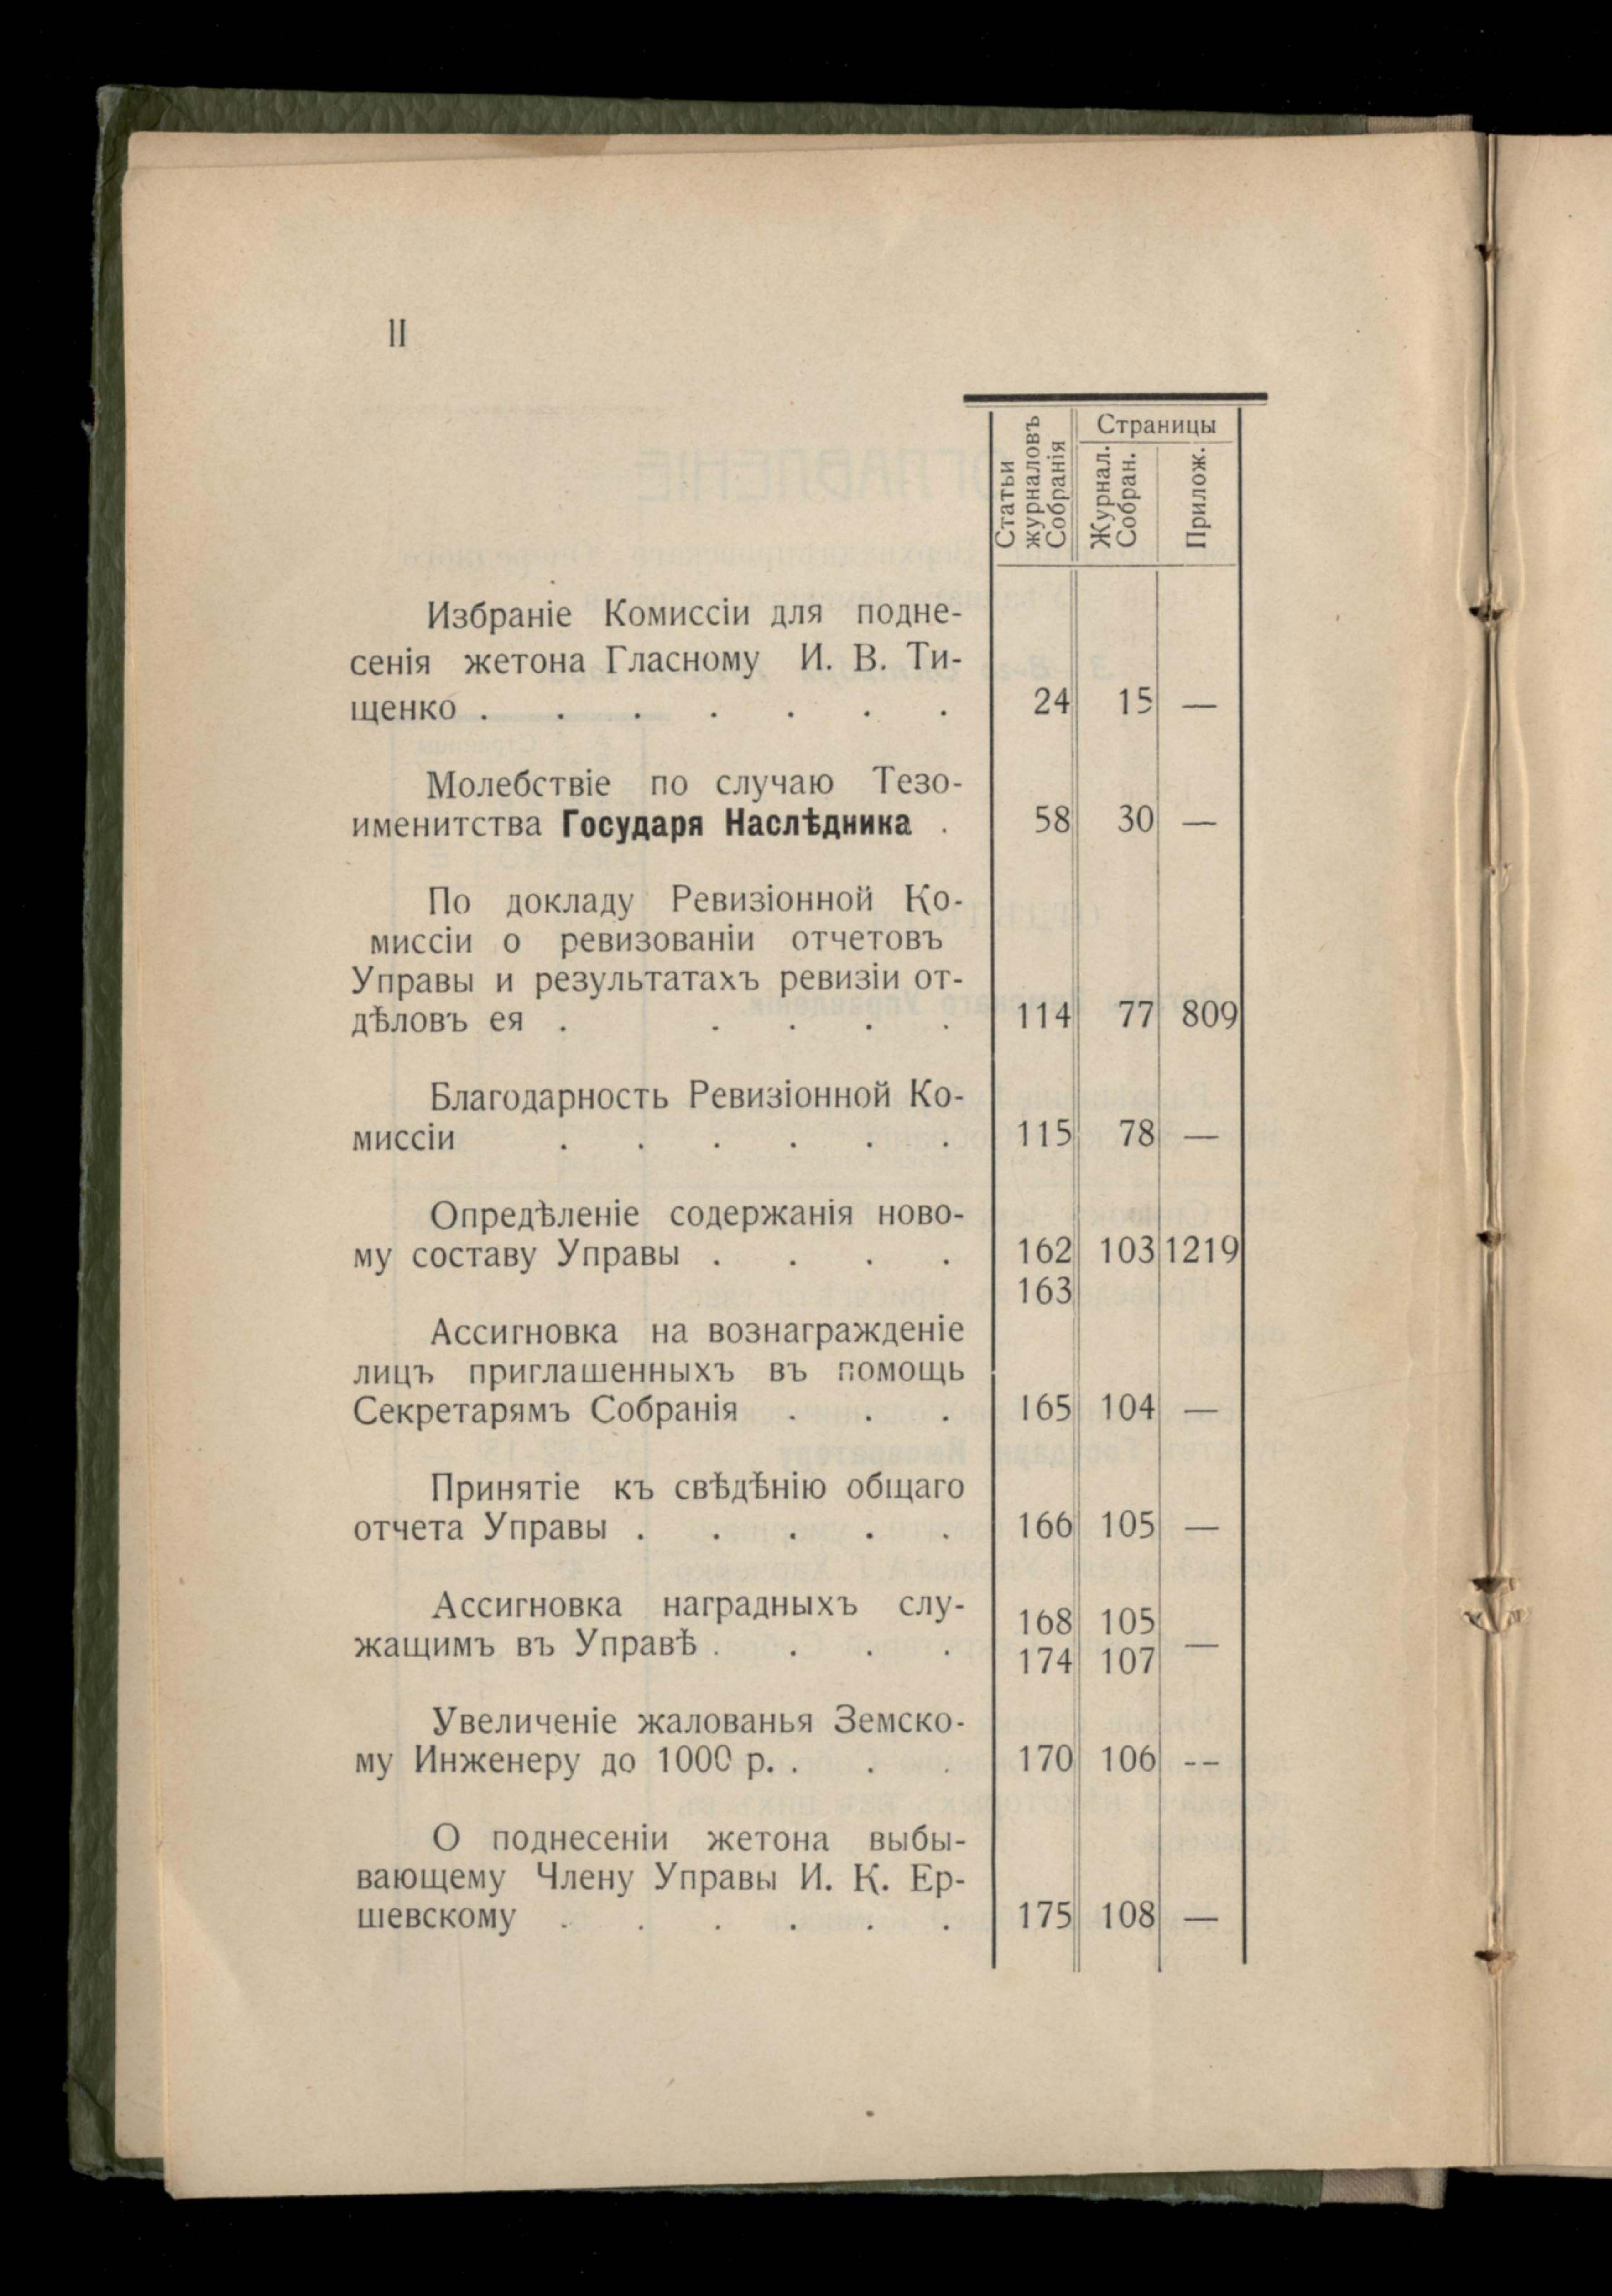 II
Статьи журналовъ Собранія
Страницы
Журнал. Собран.
Прилож.
Избраніе Комиссіи для подне-
сенія жетона Гласному И. В. Ти-
щенко . . . . . . . 24 15 —
Молебствіе по случаю Тезо-
именитства Государя Наслѣдника . 58 30 —
По докладу Ревизіонной Ко-
миссіи о ревизованіи отчетовъ
Управы и результатахъ ревизіи от-
дѣловъ ея . . . . . 114 77 809
Благодарность Ревизіонной Ко-
миссіи . . . . . . 115 78 —
Опредѣленіе содержанія ново-
му составу Управы . . . . 162 103 1219
163
Ассигновка на вознагражденіе
лицъ приглашенныхъ въ помощь
Секретарямъ Собранія . . . 165 104 —
Принятіе къ свѣдѣнію общаго
отчета Управы . . . . . 166 105 —
Ассигновка наградныхъ слу- 168 105
жащимъ въ Управѣ . . . . —
174 107
Увеличеніе жалованья Земско-
му Инженеру до 1000 р. . . . 170 106 --
О поднесеніи жетона выбы-
вающему Члену Управы И. К. Ер-
шевскому . . . . . . 175 108 —